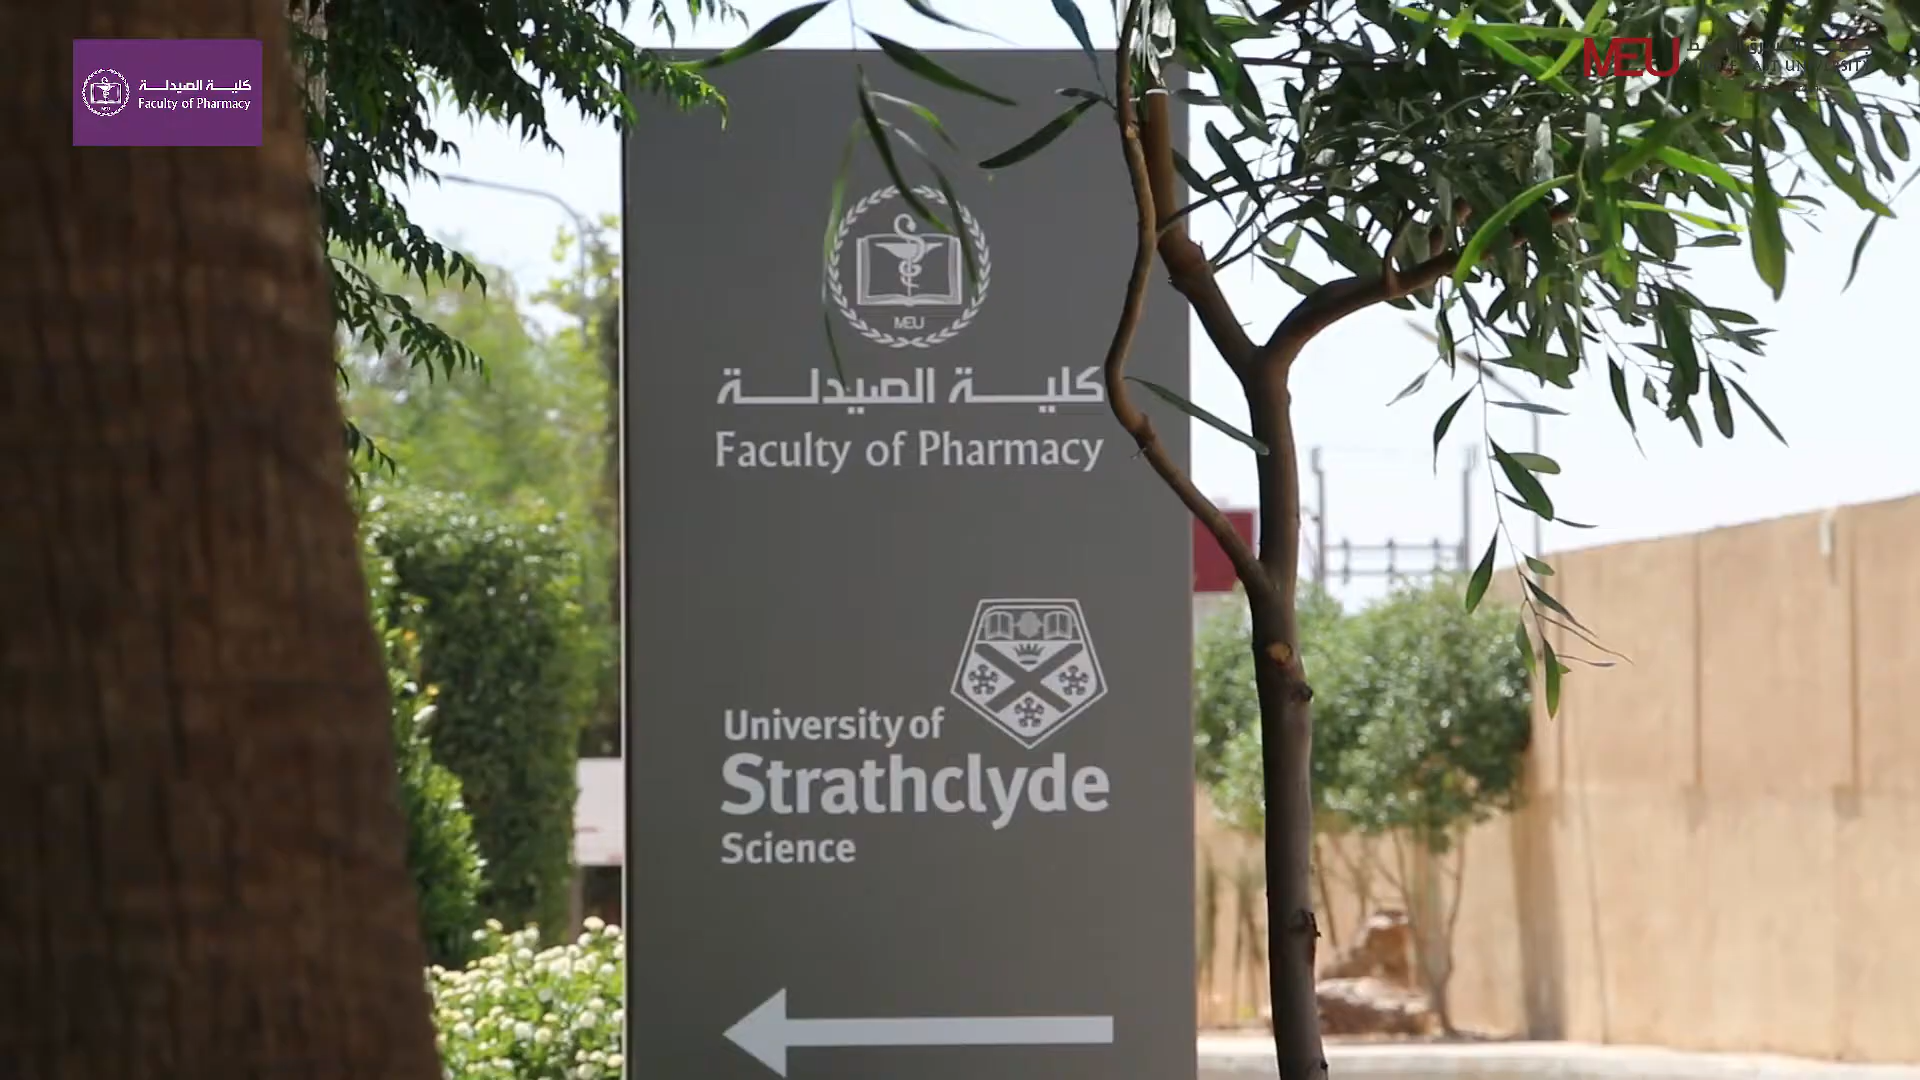 كلية الصيدلة
Faculty of Pharmacy
MEU
MEU
كلية الصيدلة
Faculty of Pharmacy
University of
Strathclyde
Science